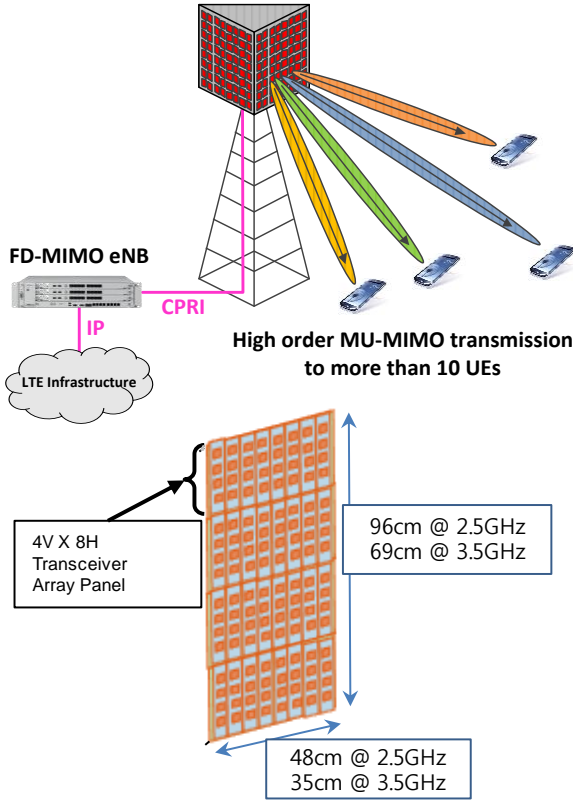 FD-MIMO eNB
CPRI
IP
LTE Infrastructure
High order MU-MIMO transmission
to more than 10 UEs
4V X 8H
Transceiver
Array Panel
96cm @ 2.5GHz
69cm @ 3.5GHz
48cm @ 2.5GHz
35cm @ 3.5GHz